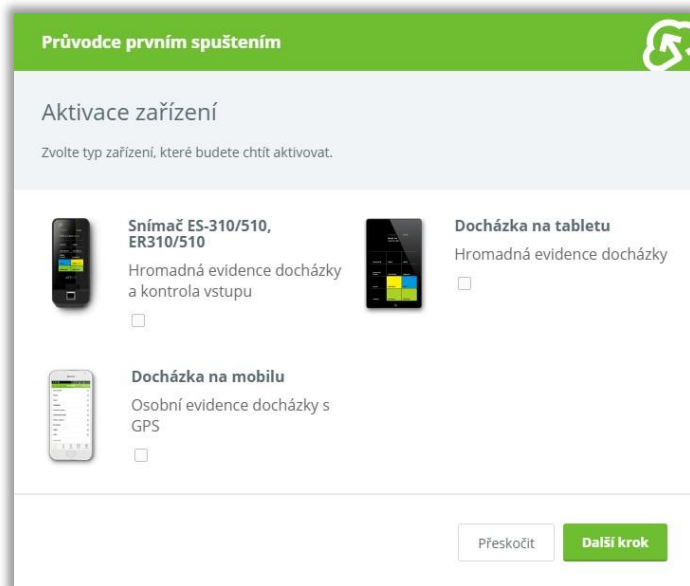 Průvodce prvním spuštením
Aktivace zařízení
Zvolte typ zařízení, které budete chtít aktivovat.
Snímač ES-310/510,
ER310/510
Hromadná evidence docházky
a kontrola vstupu
Docházka na tabletu
Hromadná evidence docházky
Docházka na mobilu
Osobní evidence docházky s
GPS
Přeskočit
Další krok